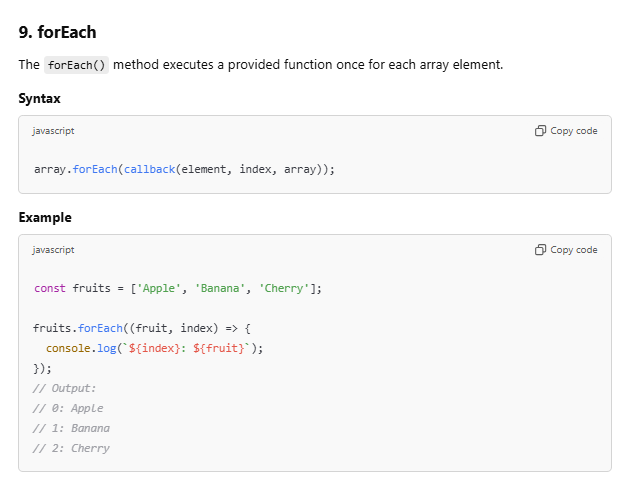 9. forEach
The forEach() method executes a provided function once for each array element.
Syntax
javascript
Copy code
array.forEach(callback(element, index, array));
Example
javascript
Copy code
const fruits = ['Apple', 'Banana', 'Cherry'];
fruits.forEach((fruit, index) => {
  console.log(`${index}: ${fruit}`);
});
// Output:
// 0: Apple
// 1: Banana
// 2: Cherry